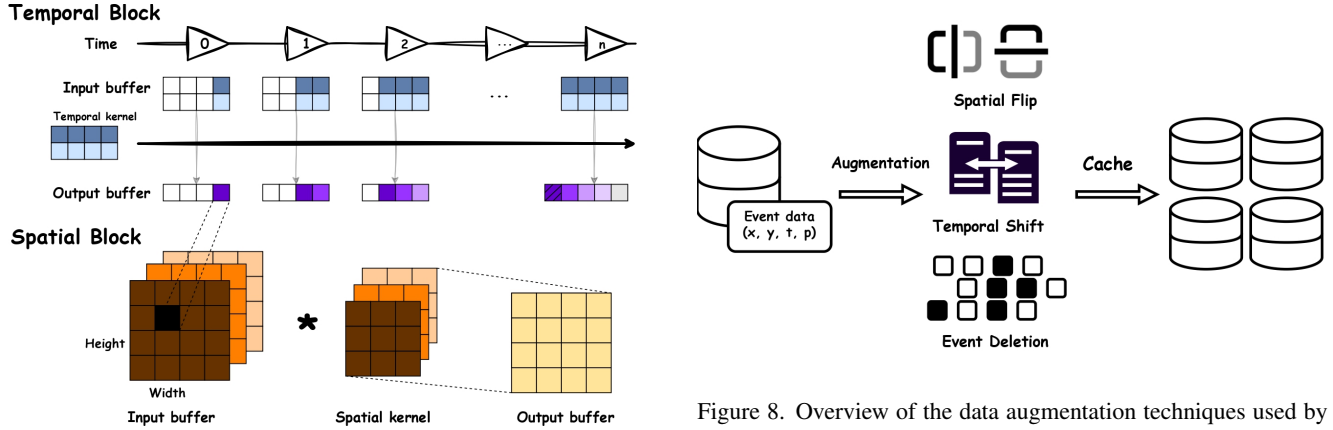 Temporal Block
Time
0
1
2
...
n
Input buffer
...
Temporal kernel
Output buffer
Spatial Block
Height
*
Width
Input buffer
Spatial kernel
Output buffer
Spatial Flip
Augmentation
Cache
Event data
(x, y, t, p)
Temporal Shift
Event Deletion
Figure 8. Overview of the data augmentation techniques used by